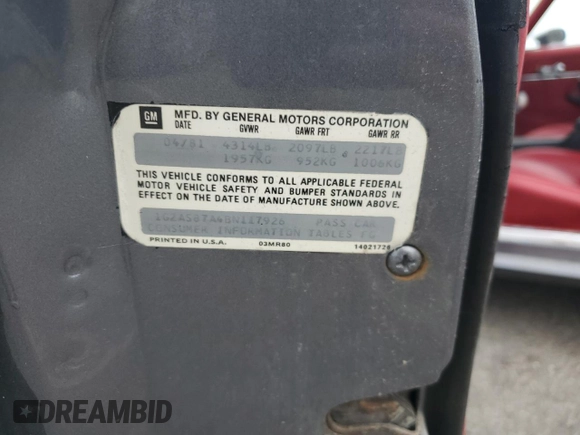 GM
MFD. BY GENERAL MOTORS CORPORATION
DATE GVWR GAWR FRT GAWR RR
04/81 4314LB 2097LB 2217LB
1957KG 952KG 1006KG
THIS VEHICLE CONFORMS TO ALL APPLICABLE FEDERAL
MOTOR VEHICLE SAFETY AND BUMPER STANDARDS IN
EFFECT ON THE DATE OF MANUFACTURE SHOWN ABOVE.
PASS CAR
CONSUMER INFORMATION TABLES
PRINTED IN U.S.A. 03MR80 14021728
DREAMBID